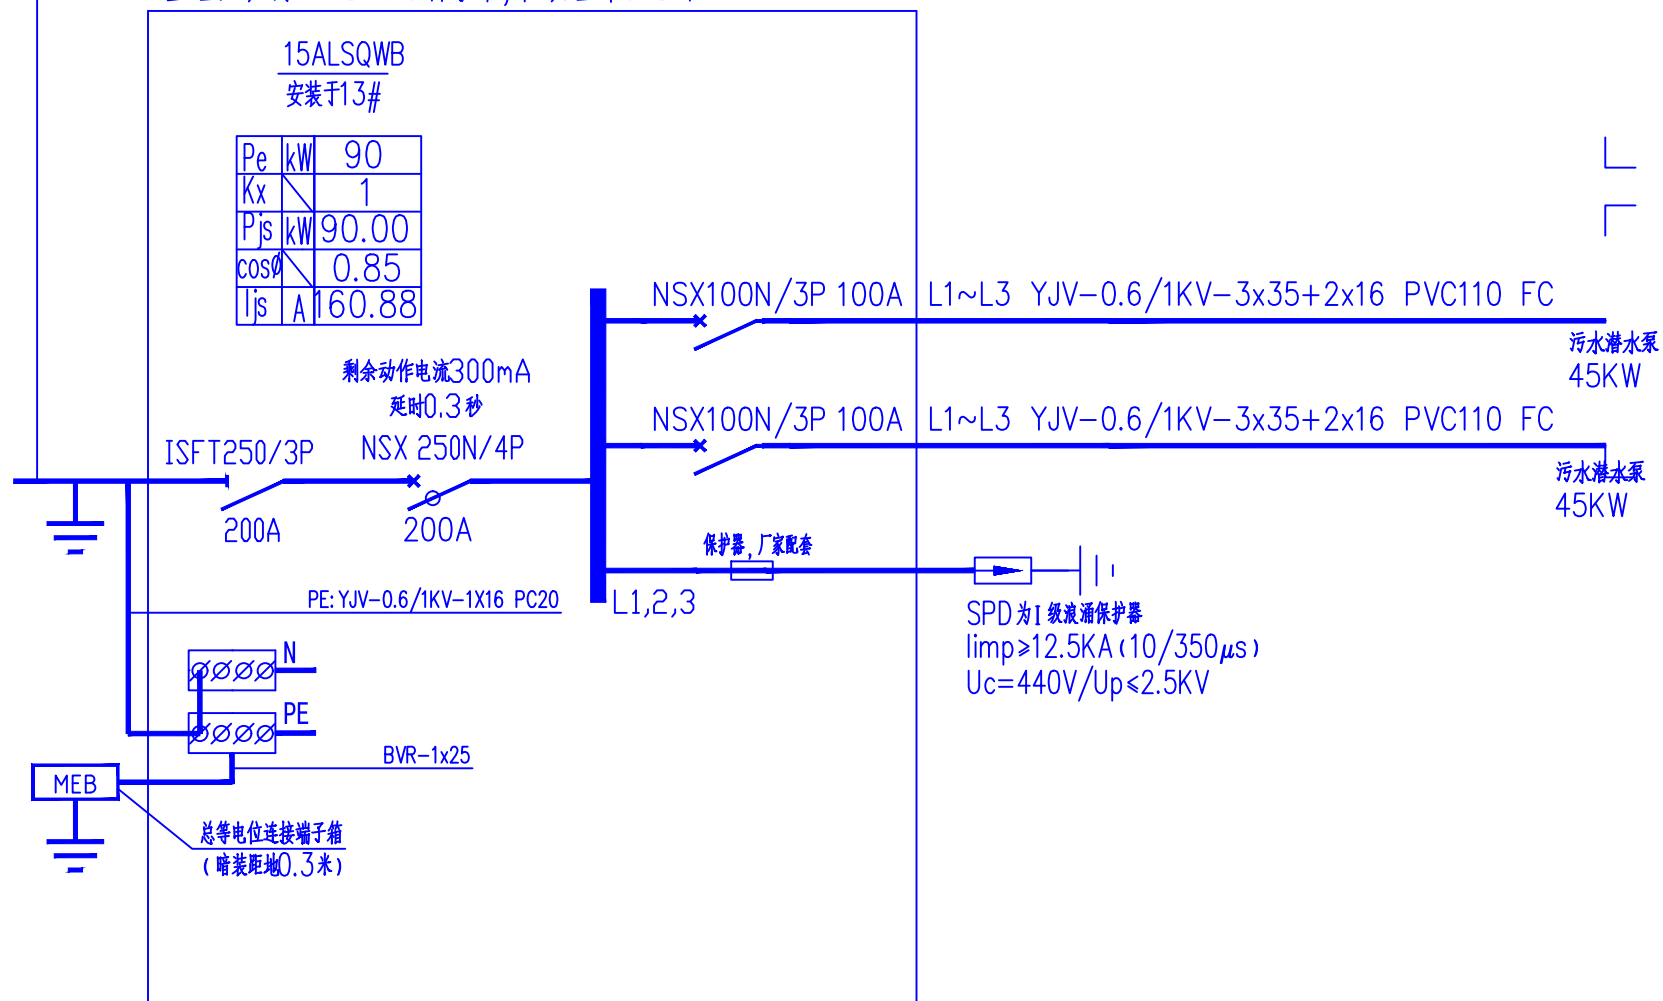 15ALSQWB
安装于13#
Pe kW 90
Kx 1
Pjs kW 90.00
cosø 0.85
Ijs A 160.88
NSX100N/3P 100A L1~L3 YJV-0.6/1KV-3x35+2x16 PVC110 FC
污水潜水泵
45KW
剩余动作电流300mA
延时0.3秒
NSX100N/3P 100A L1~L3 YJV-0.6/1KV-3x35+2x16 PVC110 FC
ISFT250/3P NSX 250N/4P
污水潜水泵
45KW
200A 200A
保护器,厂家配套
PE:YJV-0.6/1KV-1X16 PC20
L1,2,3
SPD为I级浪涌保护器
Iimp≥12.5KA(10/350μs)
Uc=440V/Up≤2.5KV
N
PE
BVR-1x25
MEB
总等电位连接端子箱
(暗装距地0.3米)